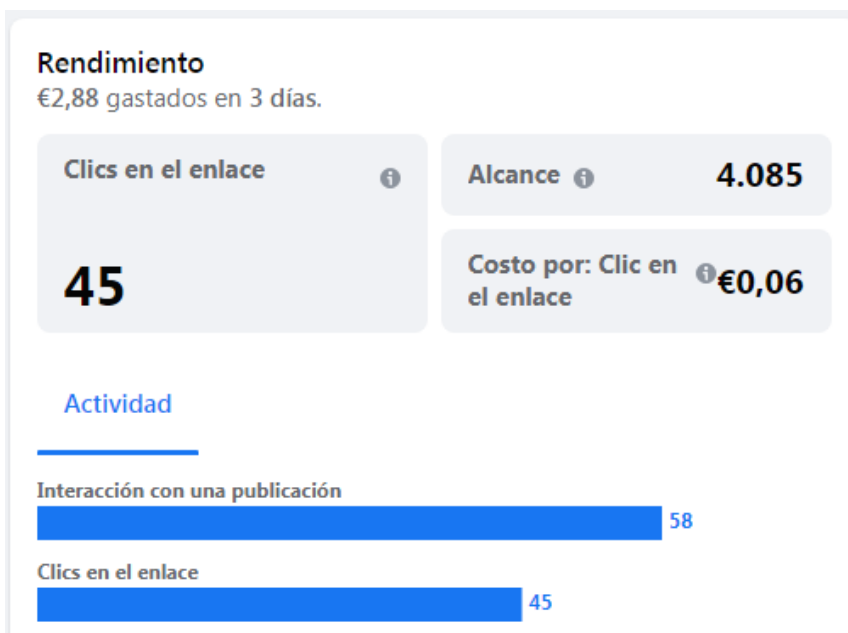 Rendimiento
€2,88 gastados en 3 días.
Clics en el enlace
45
Alcance
4.085
Costo por: Clic en
el enlace
€0,06
Actividad
Interacción con una publicación
58
Clics en el enlace
45